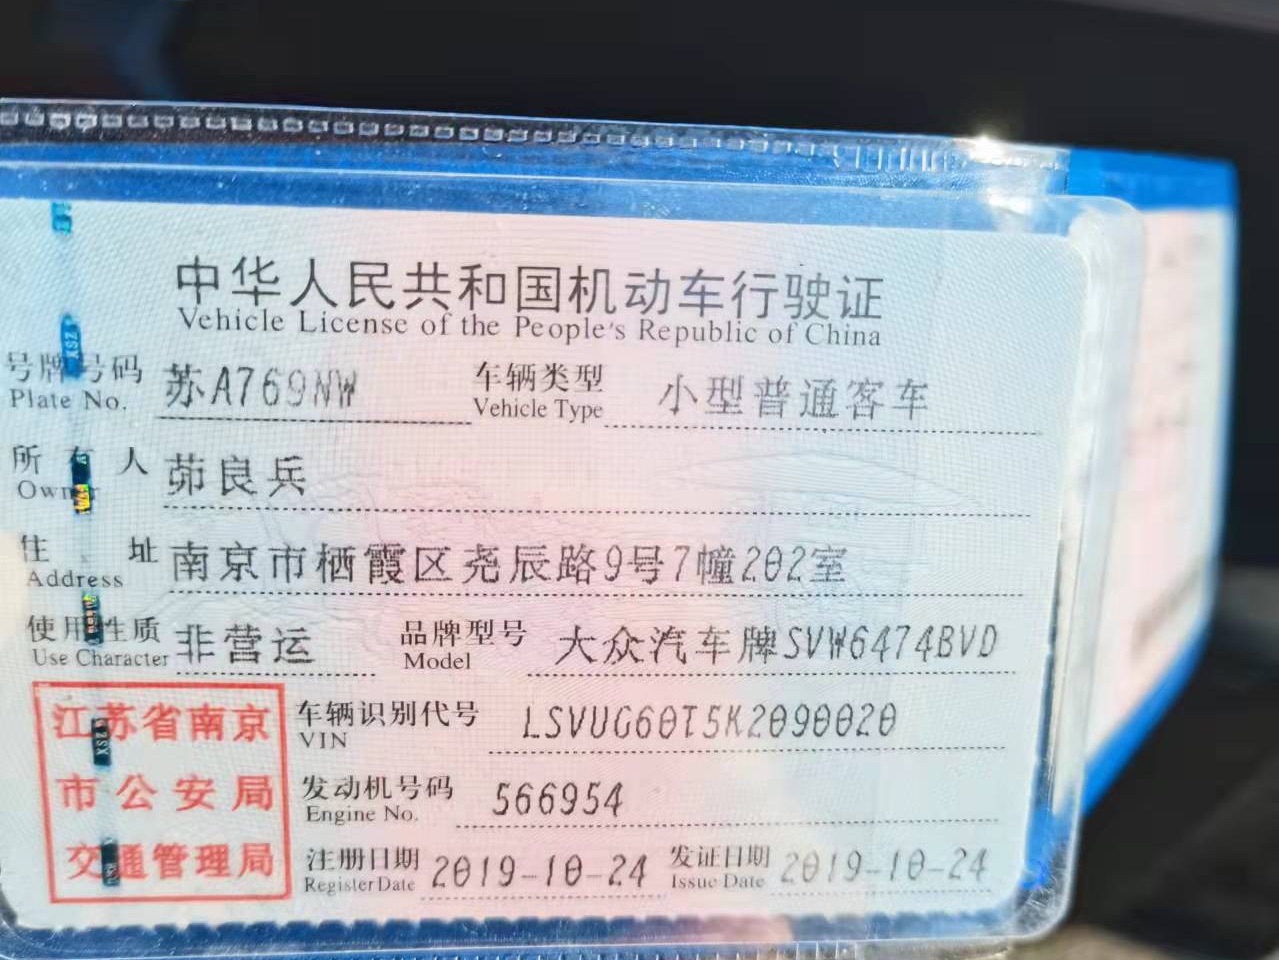 中华人民共和国机动车行驶证
Vehicle License of the People's Republic of China
号牌号码 苏A769NW 车辆类型 小型普通客车
Plate No. Vehicle Type
所有人 茆良兵
Owner
住址 南京市栖霞区尧辰路9号7幢202室
Address
使用性质 非营运 品牌型号 大众汽车牌SVW6474BVD
Use Character Model
车辆识别代号 LSVUG60T5K2090020
VIN
发动机号码 566954
Engine No.
注册日期 2019-10-24 发证日期 2019-10-24
Register Date Issue Date
江苏省南京
市公安局
交通管理局